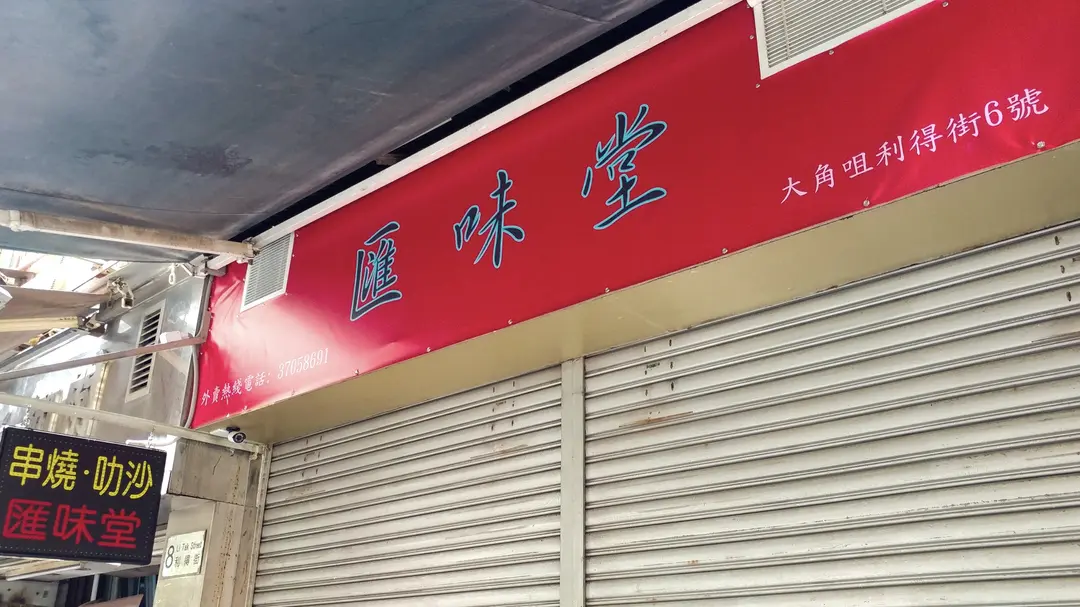 匯味堂
大角咀利得街6號
外賣熱綫電話：37058691
串燒·叻沙
匯味堂
8
Li Tak Street
利得街